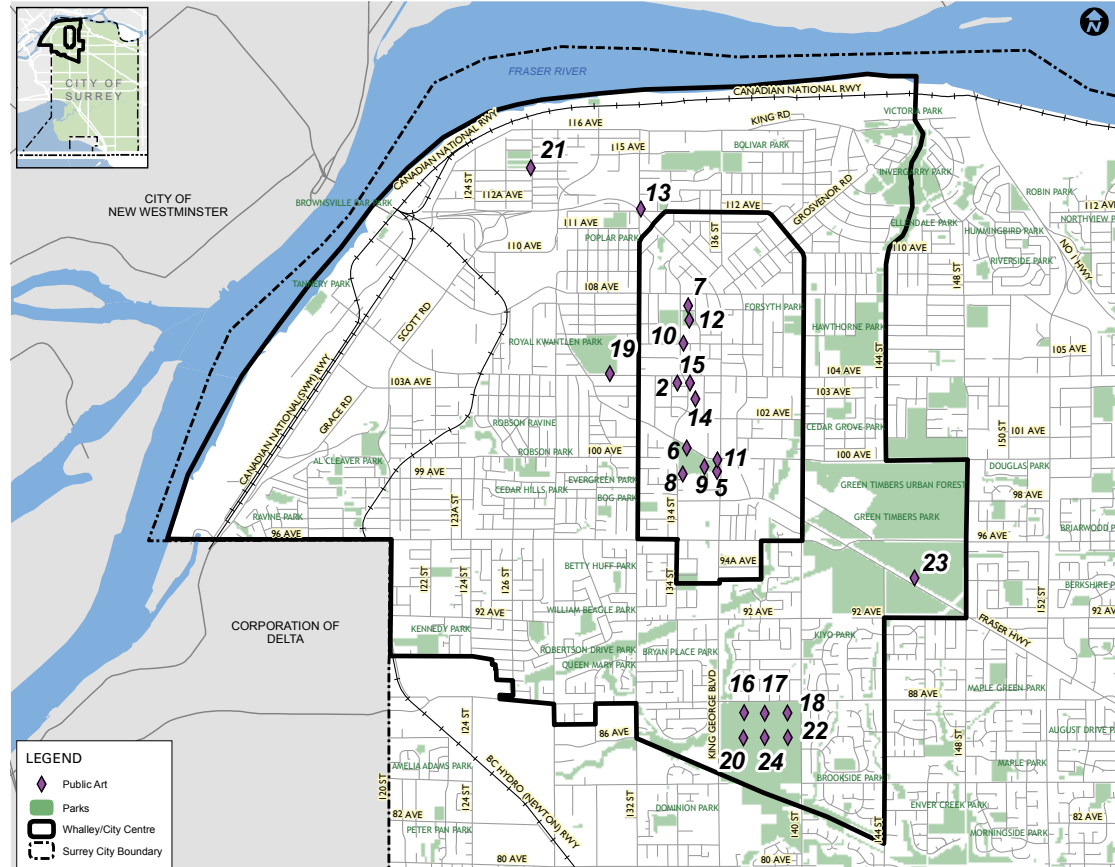 CITY OF
SURREY
N
FRASER RIVER
CANADIAN NATIONAL RWY
CANADIAN NATIONAL RWY
VICTORIA PARK
116 AVE
KING RD
115 AVE
BOLIVAR PARK
21
INVERGARRY PARK
124 ST
112A AVE
13
112 AVE
GROSVENOR RD
ROBIN PARK
CITY OF
NEW WESTMINSTER
BROWNSVILLE BAR PARK
111 AVE
POPLAR PARK
136 ST
ELLENDALE PARK
HUMMINGBIRD PARK
112 AVE
NORTHVIEW P
110 AVE
110 AVE
NO 1 HWY
RIVERSIDE PARK
148 ST
TANNERY PARK
108 AVE
7
FORSYTH PARK
12
HAWTHORNE PARK
SCOTT RD
10
ROYAL KWANTLEN PARK
144 ST
105 AVE
19
15
104 AVE
2
103A AVE
103 AVE
14
CANADIAN NATIONAL(SWM) RWY
GRACE RD
102 AVE
ROBSON RAVINE
CEDAR GROVE PARK
150 ST
101 AVE
6
100 AVE
ROBSON PARK
100 AVE
11
AL CLEAVER PARK
99 AVE
EVERGREEN PARK
8
9
5
DOUGLAS PARK
GREEN TIMBERS URBAN FOREST
CEDAR HILLS PARK
BOG PARK
98 AVE
123A ST
134 ST
RAVINE PARK
GREEN TIMBERS PARK
96 AVE
96 AVE
BRIARWOOD P
94A AVE
BETTY HUFF PARK
23
122 ST
124 ST
126 ST
134 ST
BERKSHIRE P
152 ST
92 AVE
WILLIAM BEAGLE PARK
92 AVE
92 AVE
92 AV
FRASER HWY
CORPORATION OF
DELTA
KENNEDY PARK
KIYO PARK
ROBERTSON DRIVE PARK
BRYAN PLACE PARK
QUEEN MARY PARK
KING GEORGE BLVD
MAPLE GREEN PARK
88 AVE
16
17
18
124 ST
86 AVE
148 ST
AUGUST DRIVE P
20
24
22
LEGEND
Public Art
Parks
Whalley/City Centre
Surrey City Boundary
BC HYDRO (NEWTON) RWY
AMELIA ADAMS PARK
MAPLE PARK
BROOKSIDE PARK
120 ST
124 ST
132 ST
DOMINION PARK
ENVER CREEK PARK
82 AVE
82 AVE
PETER PAN PARK
140 ST
144 ST
MORNINGSIDE PARK
80 AVE
80 AVE